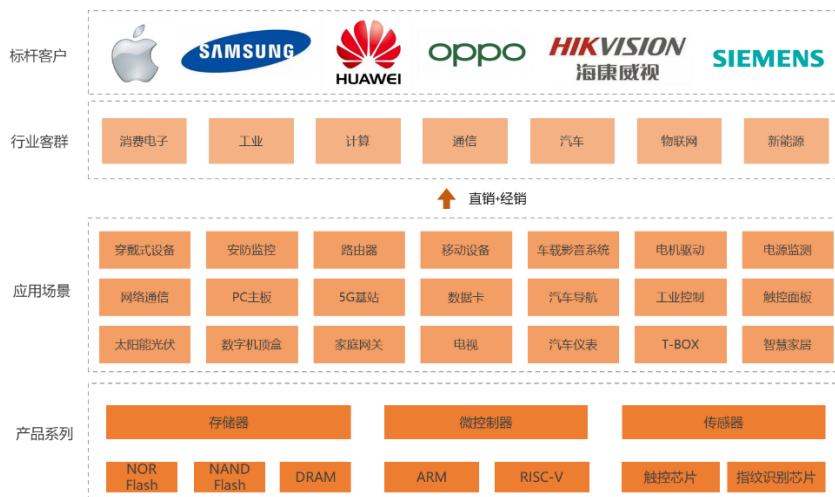 标杆客户
SAMSUNG
HUAWEI
oppo
HIKVISION
海康威视
SIEMENS
行业客群
消费电子
工业
计算
通信
汽车
物联网
新能源
直销+经销
应用场景
穿戴式设备
安防监控
路由器
移动设备
车载影音系统
电机驱动
电源监测
网络通信
PC主板
5G基站
数据卡
汽车导航
工业控制
触控面板
太阳能光伏
数字机顶盒
家庭网关
电视
汽车仪表
T-BOX
智慧家居
产品系列
存储器
微控制器
传感器
NOR
Flash
NAND
Flash
DRAM
ARM
RISC-V
触控芯片
指纹识别芯片